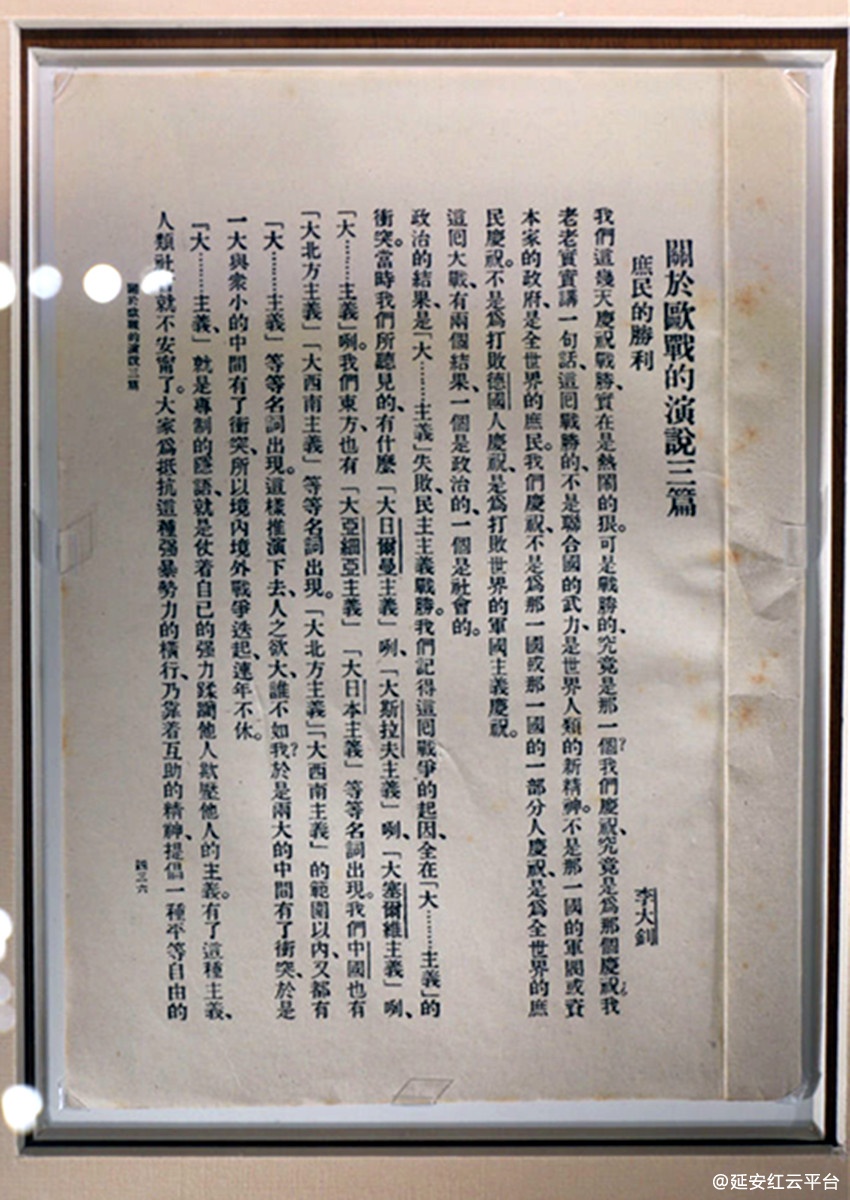 關於歐戰的演說三篇
庶民的勝利
李大釗
我們這幾天慶祝戰勝、實在是熱鬧的狠。可是戰勝的、究竟是那一個？我們慶祝、究竟是爲那個慶祝？我
老老實實講一句話、這回戰勝的、不是聯合國的武力、是世界人類的新精神。不是那一國的軍閥或資
本家的政府、是全世界的庶民。我們慶祝、不是爲那一國或那一國的一部分人慶祝、是爲全世界的庶
民慶祝。不是爲打敗德國人慶祝、是爲打敗世界的軍國主義慶祝。
這回大戰、有兩個結果、一個是政治的、一個是社會的。
政治的結果、是「大………主義」失敗、民主主義戰勝。我們記得這回戰爭的起因、全在「大………主義」的
衝突。當時我們所聽見的、有什麼「大日爾曼主義」咧、「大斯拉夫主義」咧、「大塞爾維主義」咧、
「大………主義」咧。我們東方、也有「大亞細亞主義」「大日本主義」等等名詞出現。我們中國也有
「大北方主義」「大西南主義」等等名詞出現。「大北方主義」「大西南主義」的範圍以內、又都有
「大………主義」等等名詞出現。這樣推演下去、人之欲大、誰不如我？於是兩大的中間有了衝突、於是
一大與衆小的中間有了衝突、所以境內境外戰爭迭起、連年不休。
「大………主義」就是專制的隱語、就是仗着自己的强力蹂躪他人欺壓他人的主義。有了這種主義、
人類社會就不安甯了。大家爲抵抗這種强暴勢力的橫行、乃靠着互助的精神、提倡一種平等自由的
關於歐戰的演說三篇
四三六
@延安红云平台